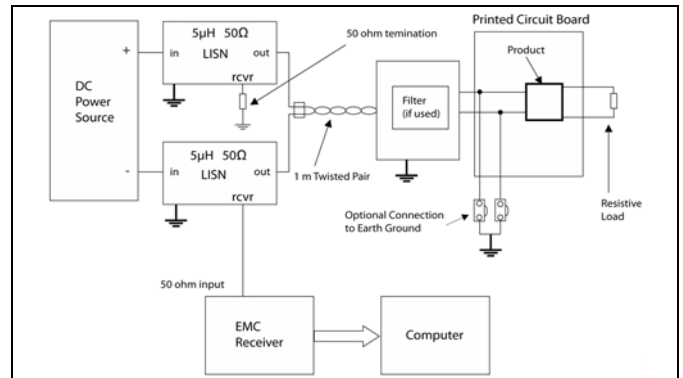 Printed Circuit Board
5µH 50Ω
LISN
in
out
rcvr
+
50 ohm temination
Product
DC
Power
Source
Filter
(if used)
5µH 50Ω
LISN
-
in
out
rcvr
1 m Twisted Pair
Optional Connection
to Earth Ground
Resistive
Load
50 ohm input
EMC
Receiver
Computer